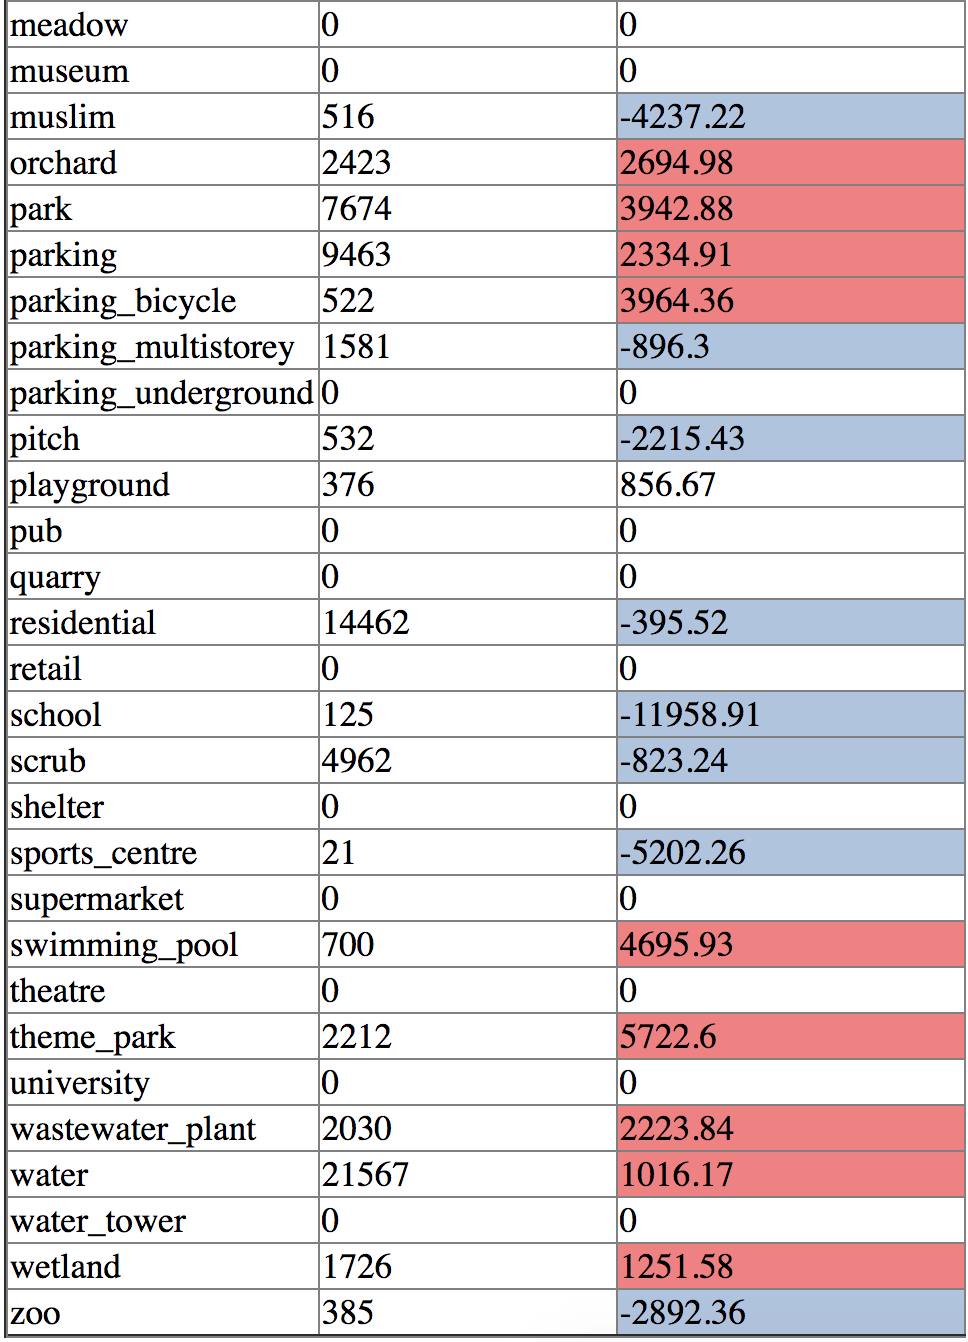 meadow 0 0
museum 0 0
muslim 516 -4237.22
orchard 2423 2694.98
park 7674 3942.88
parking 9463 2334.91
parking_bicycle 522 3964.36
parking_multistorey 1581 -896.3
parking_underground 0 0
pitch 532 -2215.43
playground 376 856.67
pub 0 0
quarry 0 0
residential 14462 -395.52
retail 0 0
school 125 -11958.91
scrub 4962 -823.24
shelter 0 0
sports_centre 21 -5202.26
supermarket 0 0
swimming_pool 700 4695.93
theatre 0 0
theme_park 2212 5722.6
university 0 0
wastewater_plant 2030 2223.84
water 21567 1016.17
water_tower 0 0
wetland 1726 1251.58
zoo 385 -2892.36